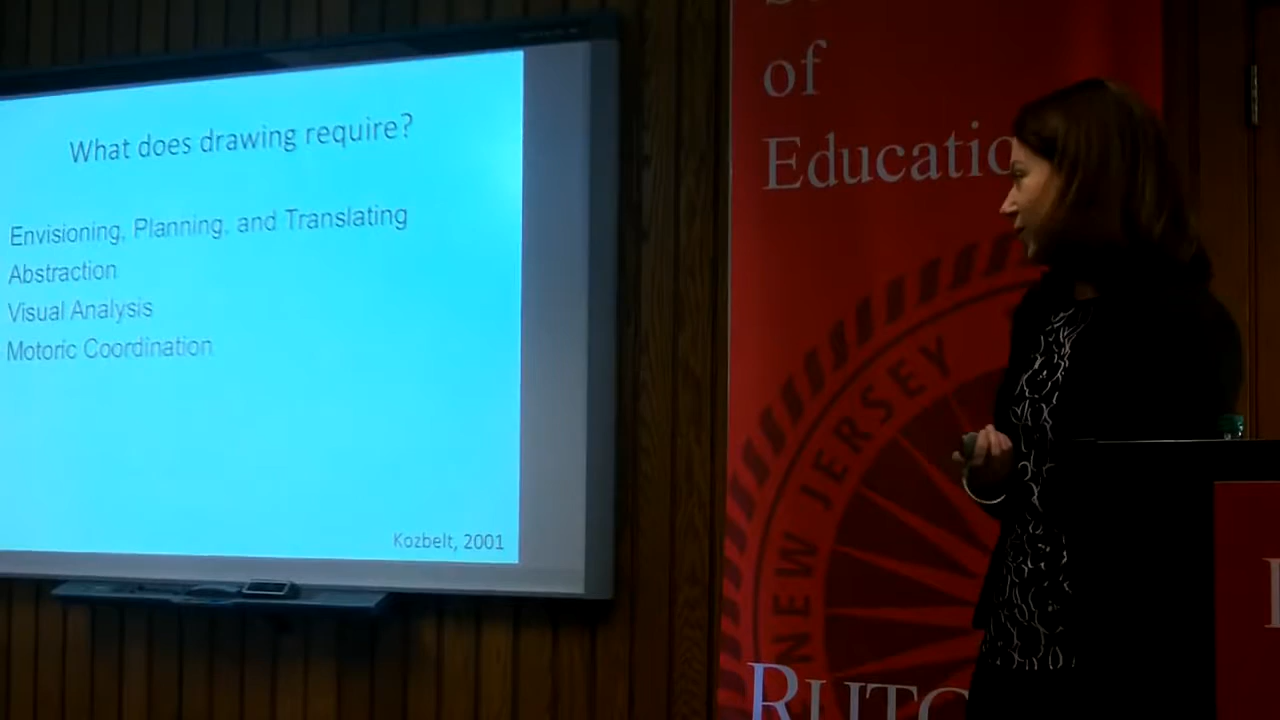 What does drawing require?
Envisioning, Planning, and Translating
Abstraction
Visual Analysis
Motoric Coordination
Kozbelt, 2001
of
Educatio
NEW JERSEY
RUTG